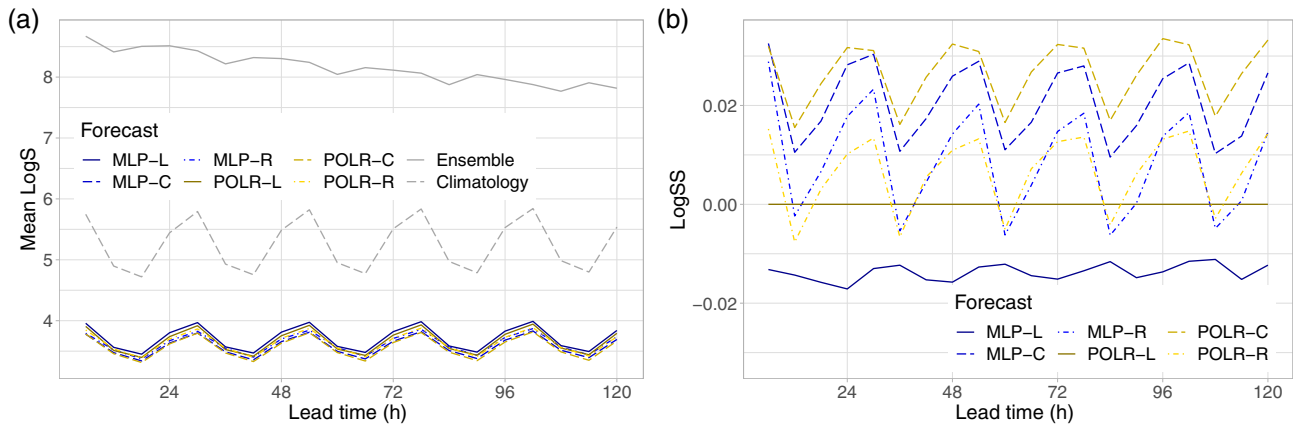 (a)
Mean LogS
8
7
6
5
4
Forecast
MLP−L MLP−R POLR−C Ensemble
MLP−C POLR−L POLR−R Climatology
24 48 72 96 120
Lead time (h)
(b)
LogSS
0.02
0.00
−0.02
Forecast
MLP−L MLP−R POLR−C
MLP−C POLR−L POLR−R
24 48 72 96 120
Lead time (h)